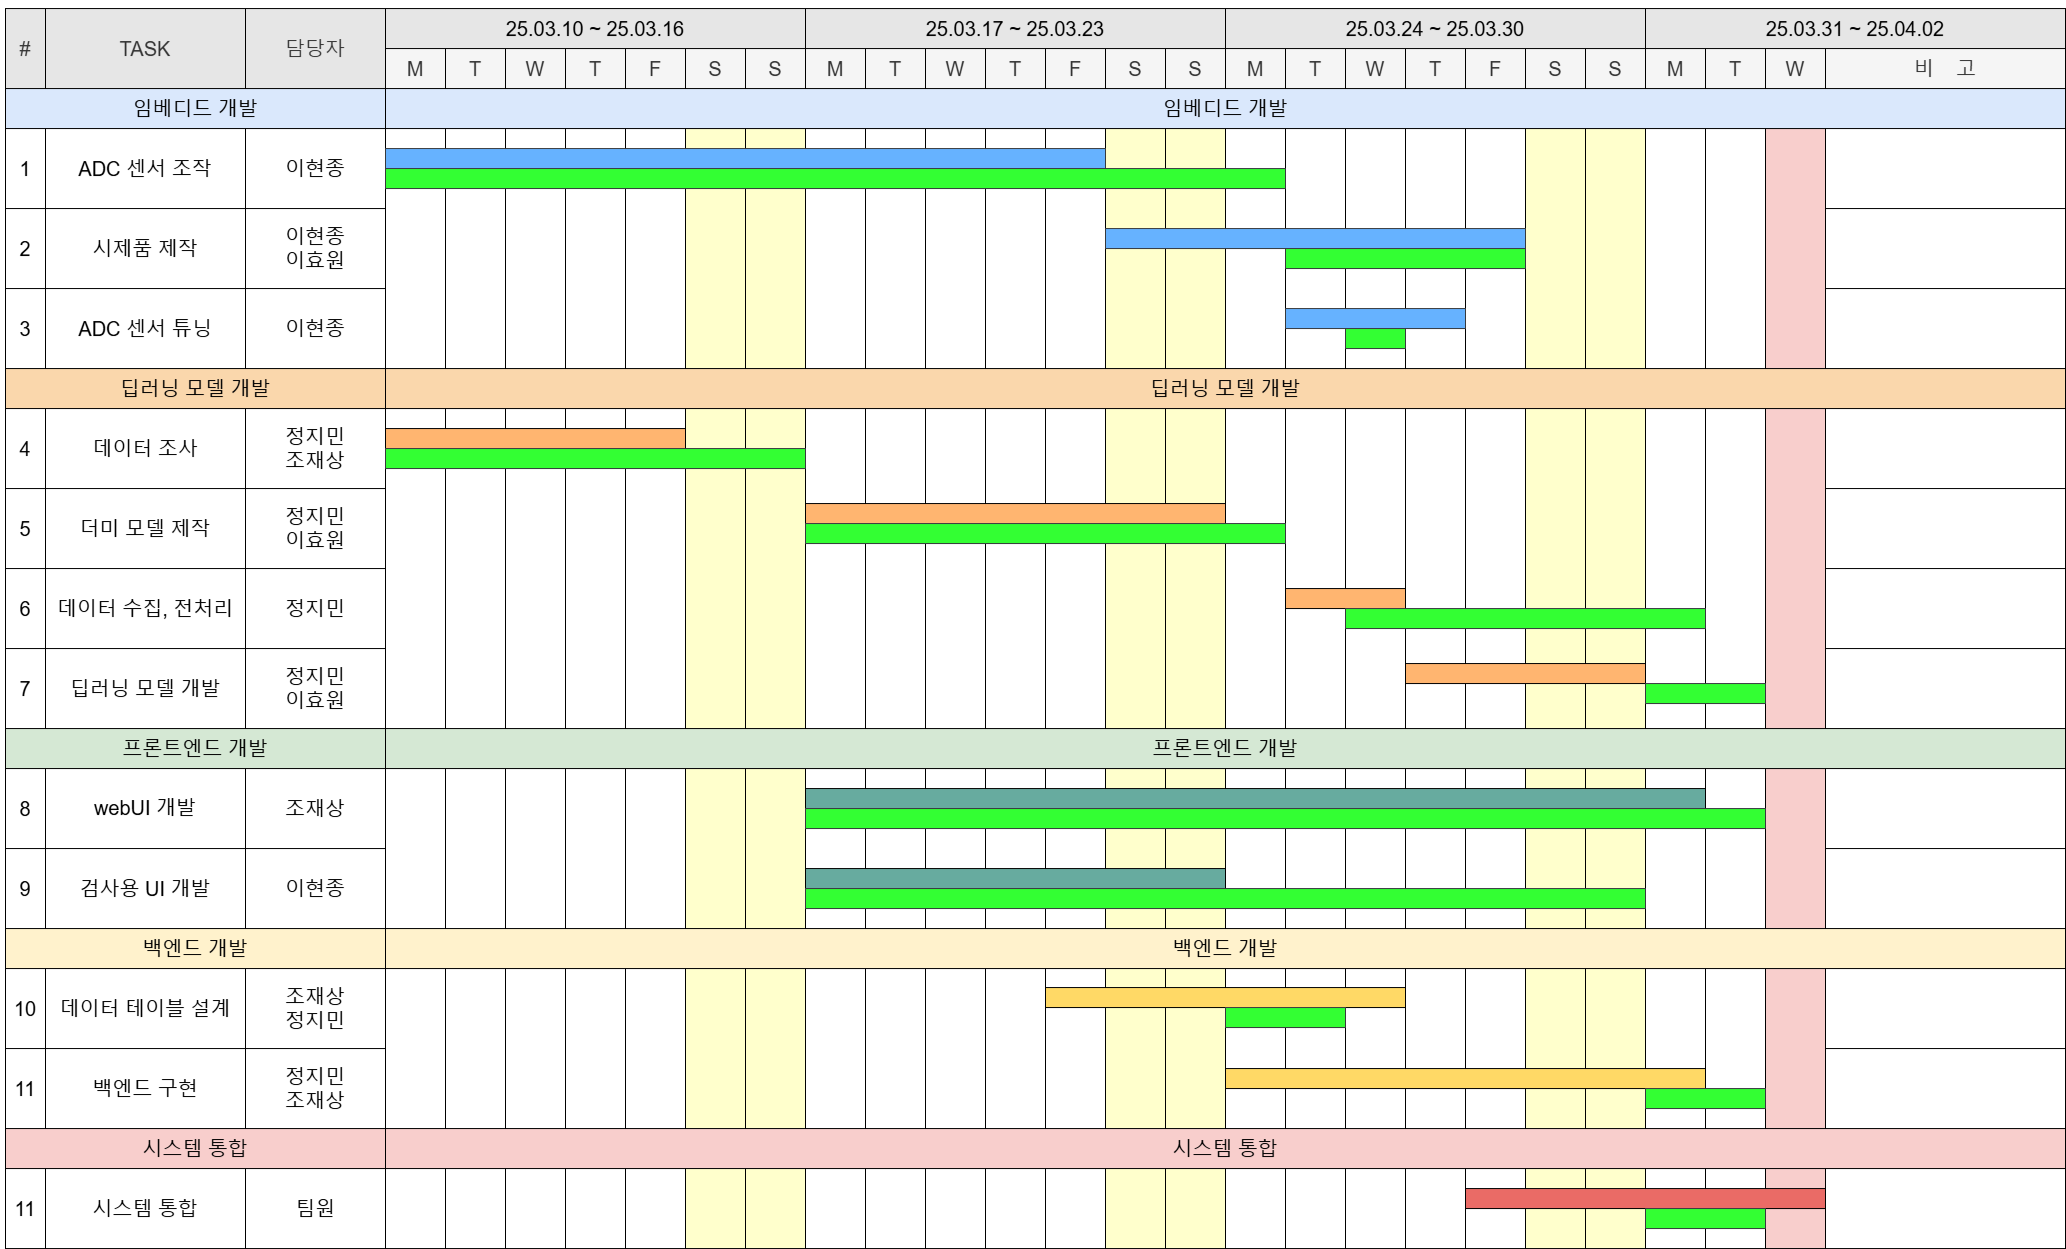 # TASK 담당자 25.03.10 ~ 25.03.16 25.03.17 ~ 25.03.23 25.03.24 ~ 25.03.30 25.03.31 ~ 25.04.02
M T W T F S S M T W T F S S M T W T F S S M T W 비 고
임베디드 개발 임베디드 개발
1 ADC 센서 조작 이현종
2 시제품 제작 이현종
이효원
3 ADC 센서 튜닝 이현종
딥러닝 모델 개발 딥러닝 모델 개발
4 데이터 조사 정지민
조재상
5 더미 모델 제작 정지민
이효원
6 데이터 수집, 전처리 정지민
7 딥러닝 모델 개발 정지민
이효원
프론트엔드 개발 프론트엔드 개발
8 webUI 개발 조재상
9 검사용 UI 개발 이현종
백엔드 개발 백엔드 개발
10 데이터 테이블 설계 조재상
정지민
11 백엔드 구현 정지민
조재상
시스템 통합 시스템 통합
11 시스템 통합 팀원